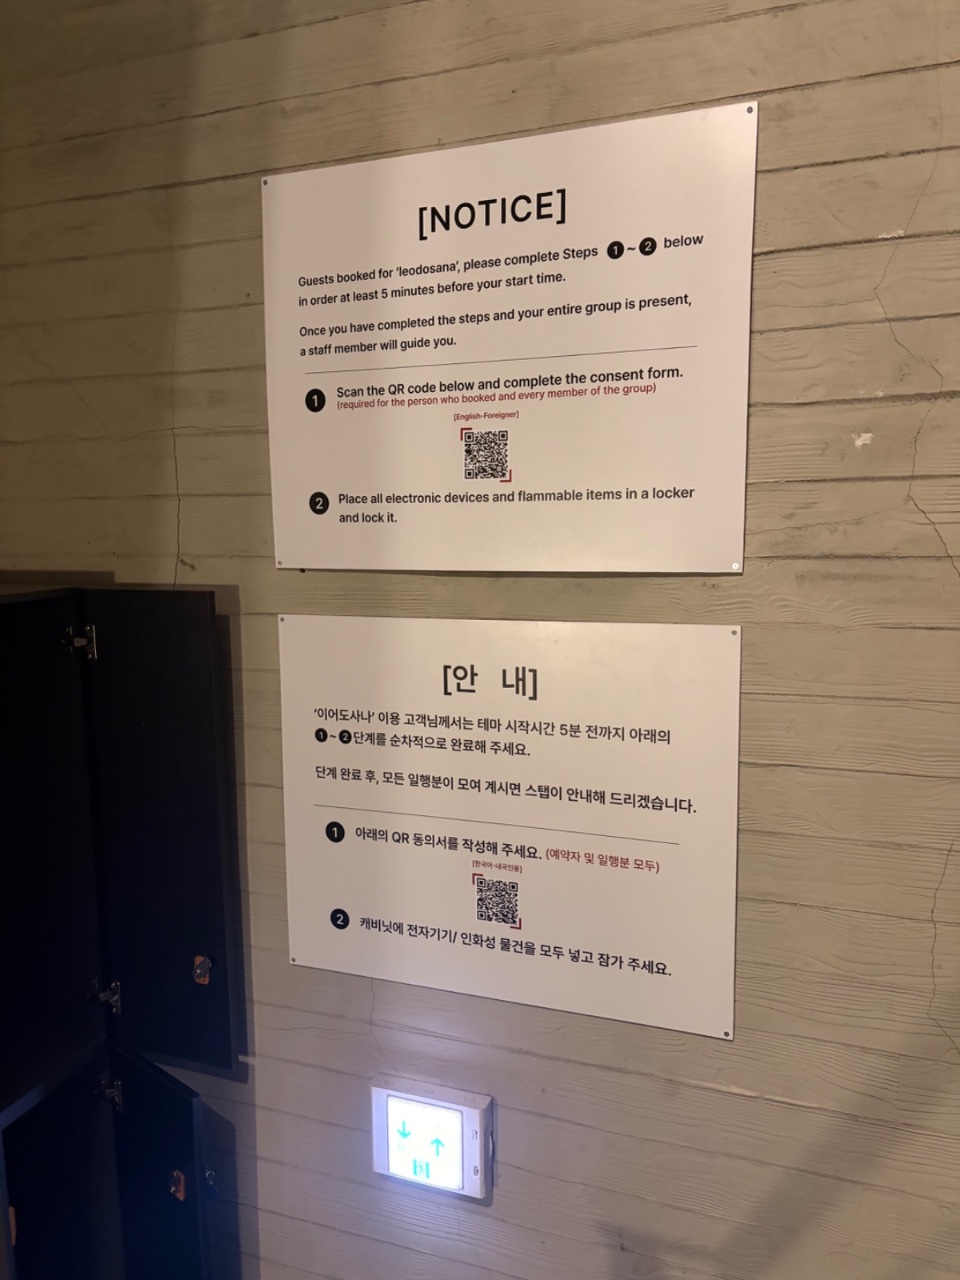 [NOTICE]
Guests booked for 'leodosana', please complete Steps ❶~❷ below
in order at least 5 minutes before your start time.
Once you have completed the steps and your entire group is present,
a staff member will guide you.
❶ Scan the QR code below and complete the consent form.
(required for the person who booked and every member of the group)
[English-Foreigner]
❷ Place all electronic devices and flammable items in a locker
and lock it.
[안 내]
'이어도사나' 이용 고객님께서는 테마 시작시간 5분 전까지 아래의
❶~❷단계를 순차적으로 완료해 주세요.
단계 완료 후, 모든 일행분이 모여 계시면 스탭이 안내해 드리겠습니다.
❶ 아래의 QR 동의서를 작성해 주세요. (예약자 및 일행분 모두)
[한국어-내국인용]
❷ 캐비닛에 전자기기/ 인화성 물건을 모두 넣고 잠가 주세요.